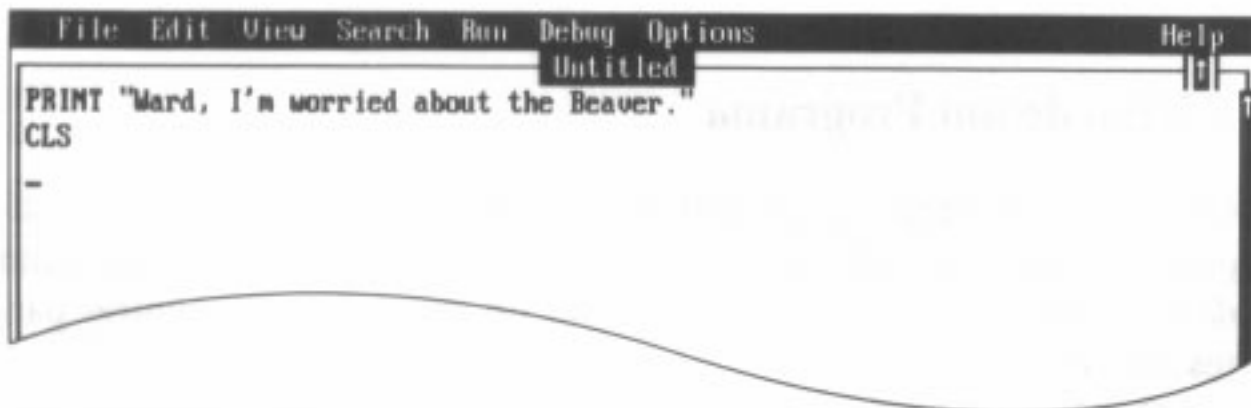 File Edit View Search Run Debug Options Help
Untitled
PRINT "Ward, I'm worried about the Beaver."
CLS